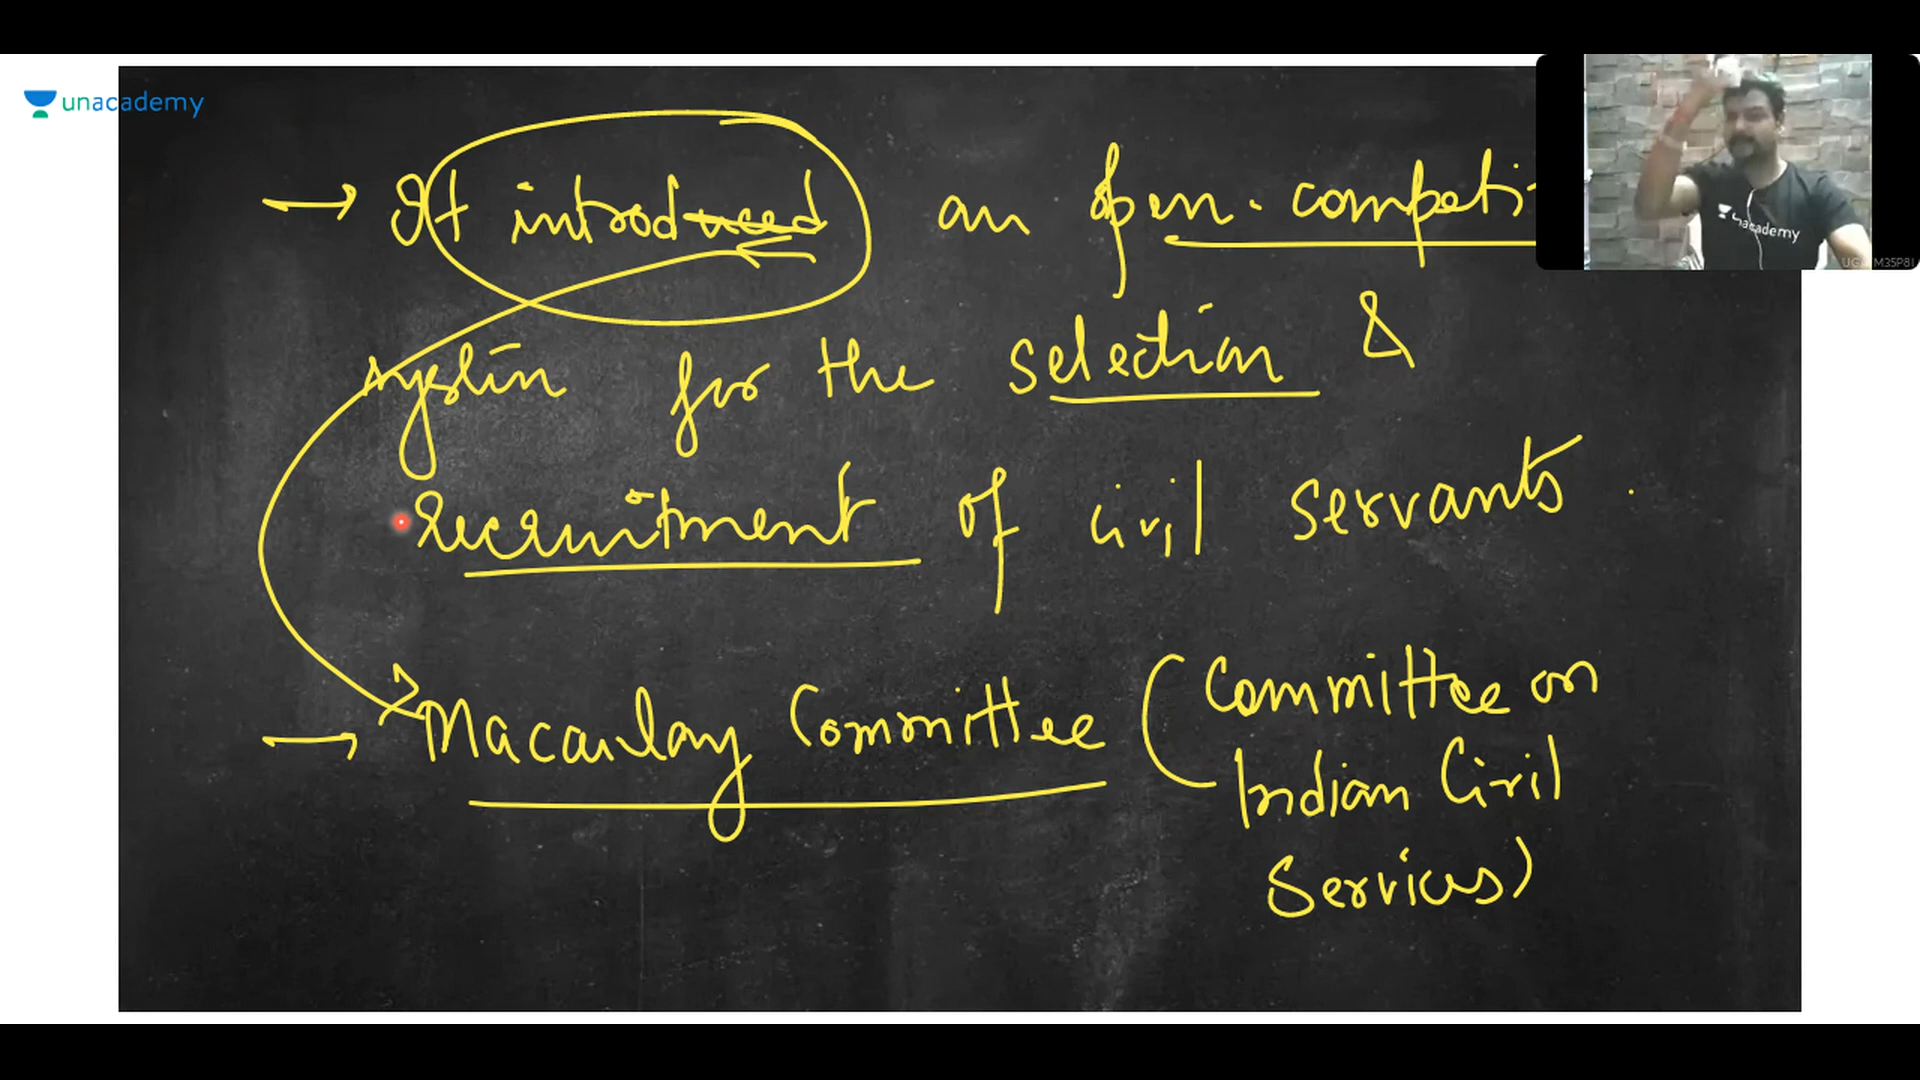 unacademy
→ It introduced an open competi
system for the selection &
recruitment of civil servants.
→ Macaulay Committee (Committee on
Indian Civil
Services)
unacademy